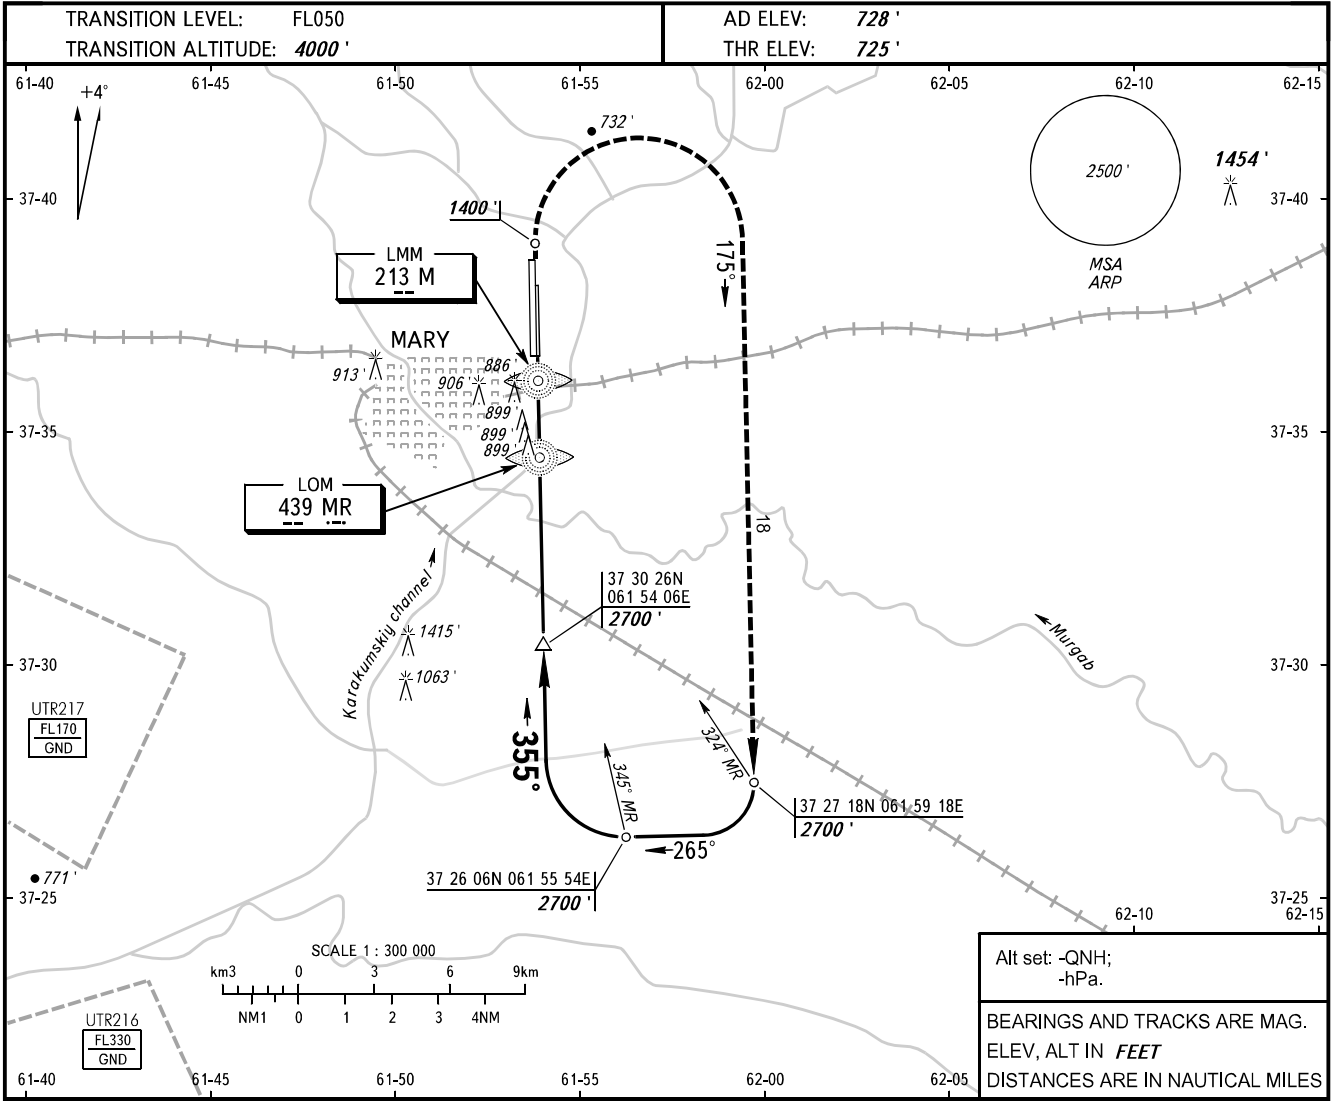 TRANSITION LEVEL: FL050
TRANSITION ALTITUDE: 4000 '
AD ELEV: 728 '
THR ELEV: 725 '
61-40 61-45 61-50 61-55 62-00 62-05 62-10 62-15
+4°
732 '
2500 '
MSA
ARP
1454 '
37-40 37-40
1400 '
LMM
213 M
175°
MARY
913 '
906 '
886 '
899 '
899 '
899 '
37-35 37-35
LOM
439 MR
18
Karakumskiy channel
37 30 26N
061 54 06E
2700 '
1415 '
1063 '
Murgab
37-30 37-30
UTR217
FL170
GND
355°
345° MR
324° MR
37 27 18N 061 59 18E
2700 '
265°
37 26 06N 061 55 54E
2700 '
771 '
37-25 37-25
62-10 62-15
SCALE 1 : 300 000
km3 0 3 6 9km
NM1 0 1 2 3 4NM
UTR216
FL330
GND
Alt set: -QNH;
-hPa.
BEARINGS AND TRACKS ARE MAG.
ELEV, ALT IN FEET
DISTANCES ARE IN NAUTICAL MILES
61-40 61-45 61-50 61-55 62-00 62-05